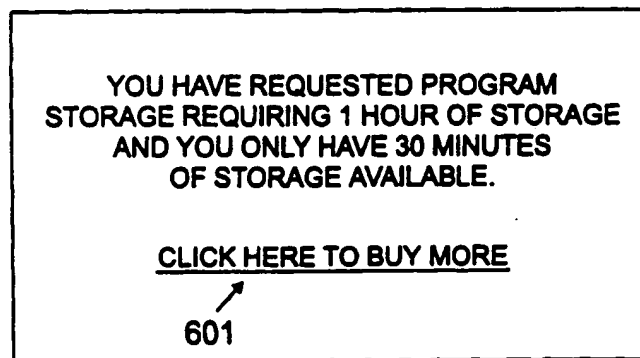 YOU HAVE REQUESTED PROGRAM
STORAGE REQUIRING 1 HOUR OF STORAGE
AND YOU ONLY HAVE 30 MINUTES
OF STORAGE AVAILABLE.
CLICK HERE TO BUY MORE
601